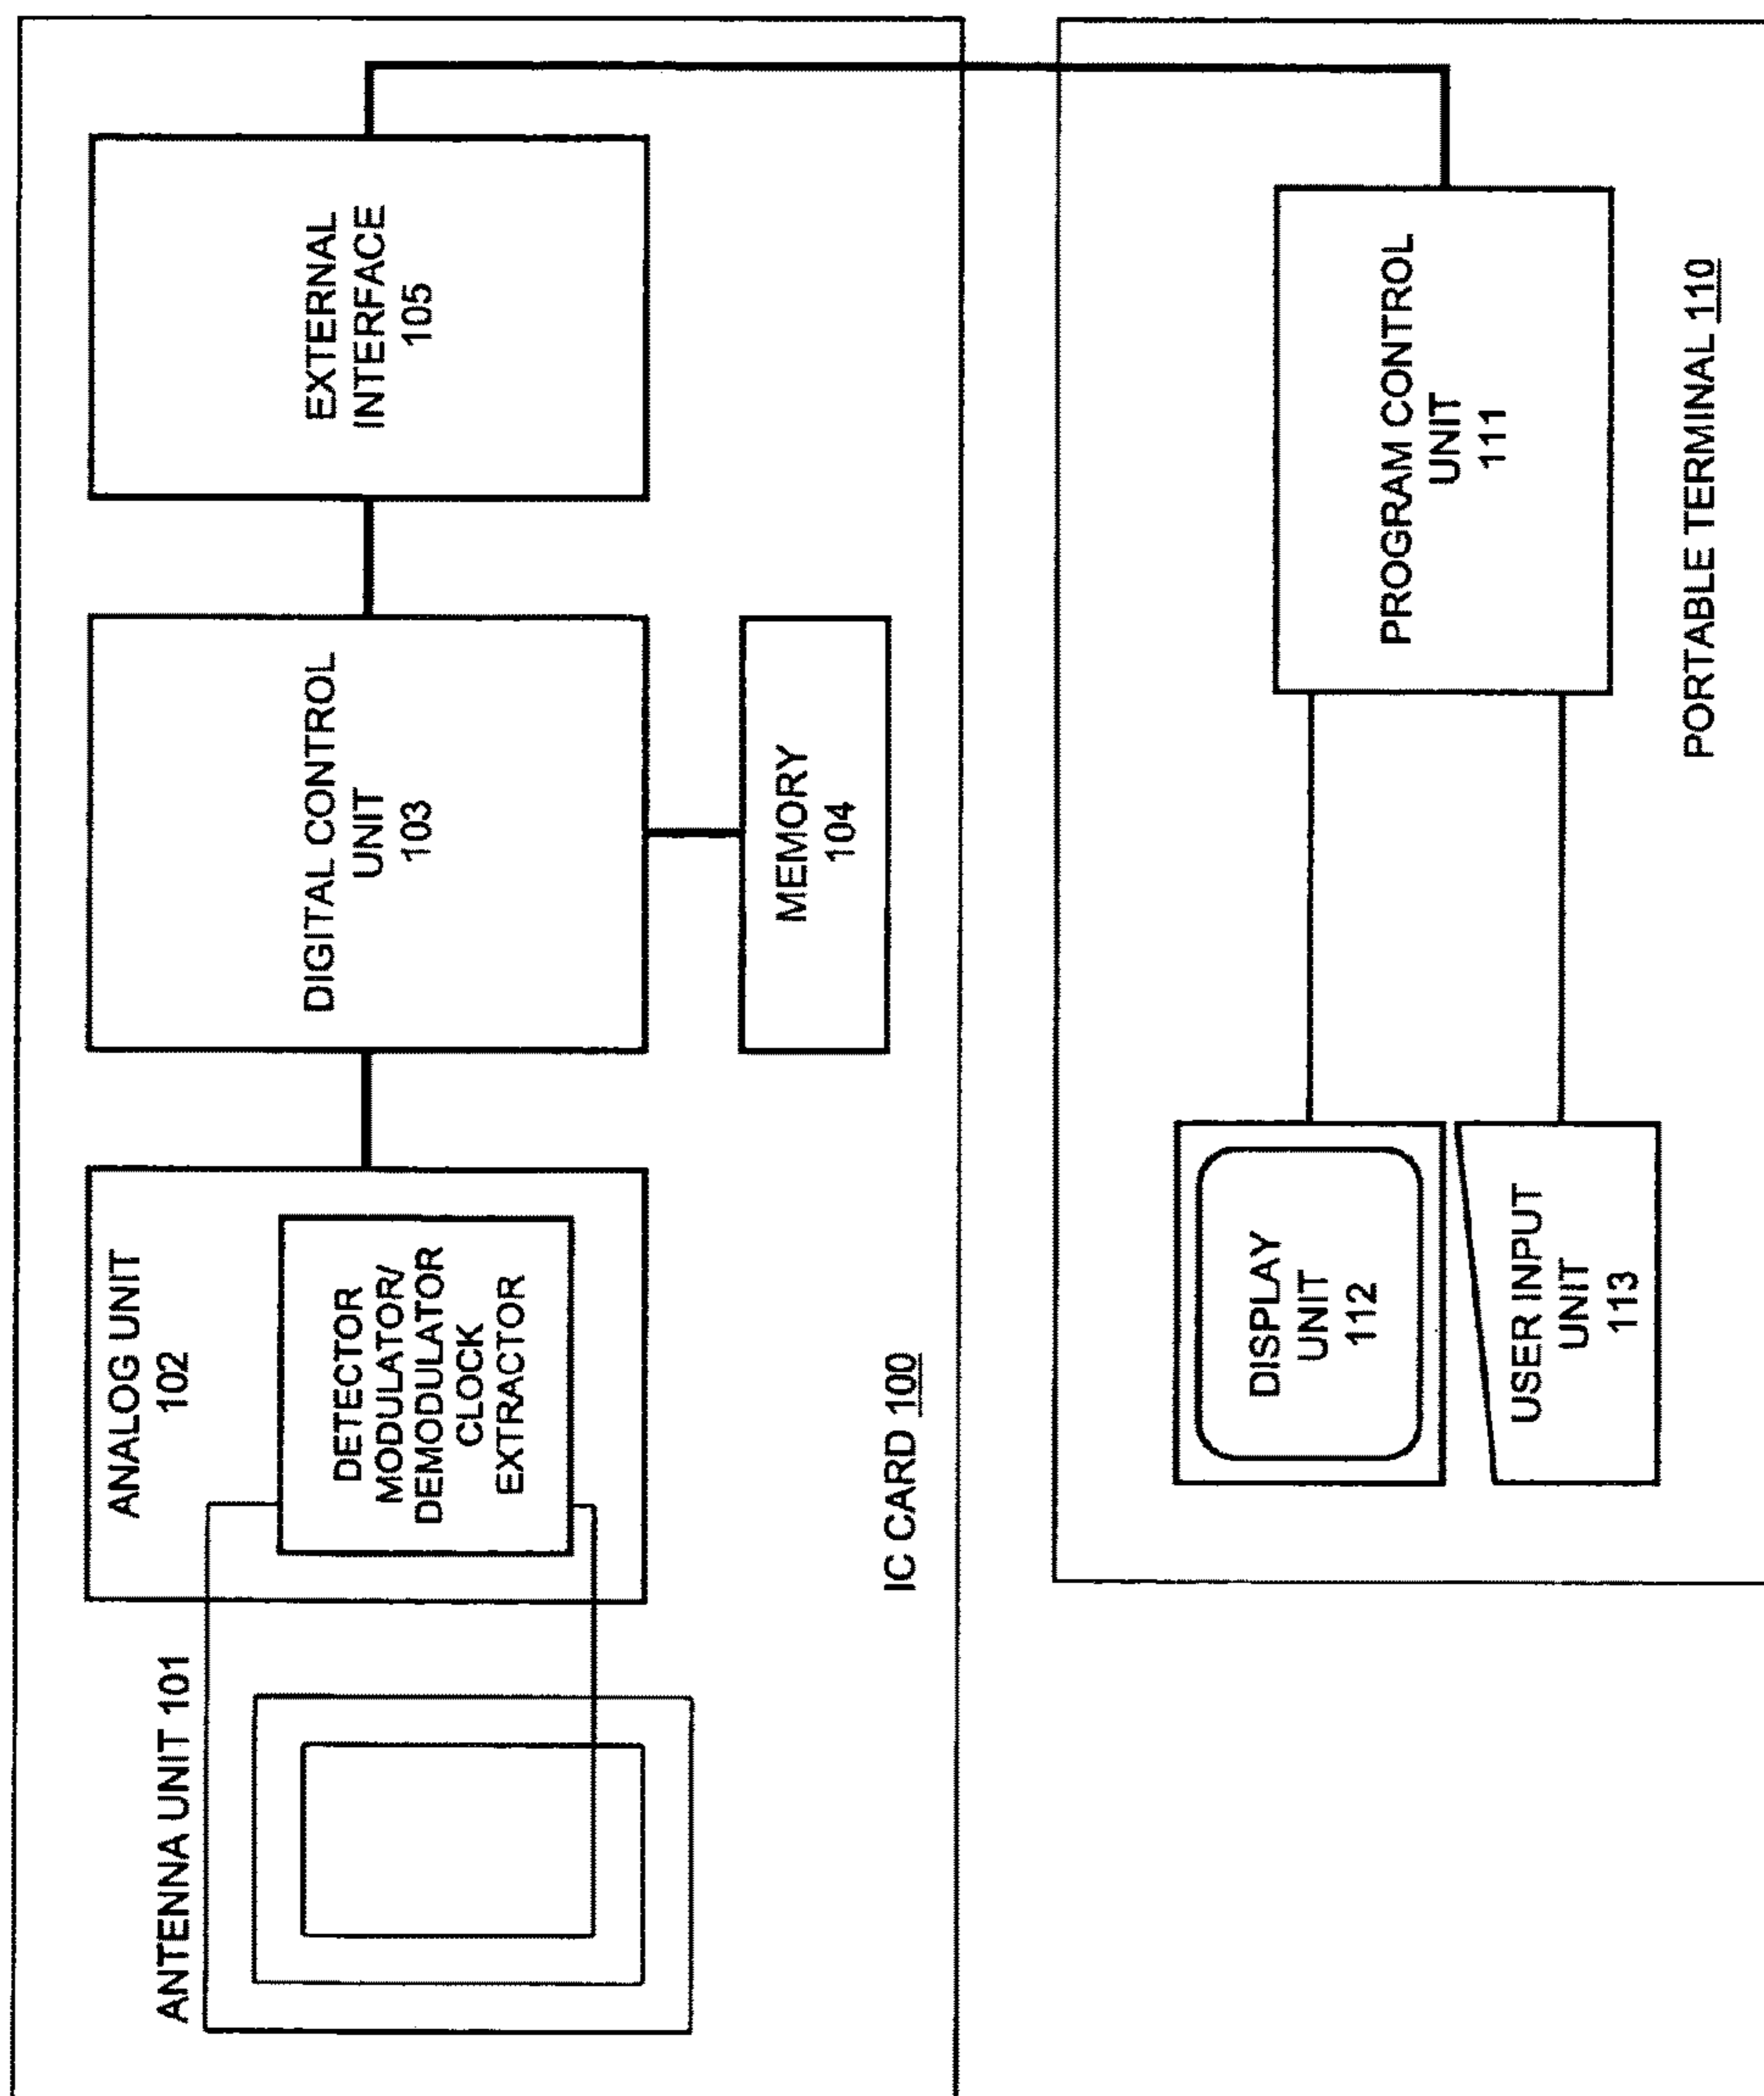 ANTENNA UNIT 101
ANALOG UNIT
102
DETECTOR
MODULATOR/
DEMODULATOR
CLOCK
EXTRACTOR
DIGITAL CONTROL
UNIT
103
MEMORY
104
EXTERNAL
INTERFACE
105
IC CARD 100
DISPLAY
UNIT
112
USER INPUT
UNIT
113
PROGRAM CONTROL
UNIT
111
PORTABLE TERMINAL 110